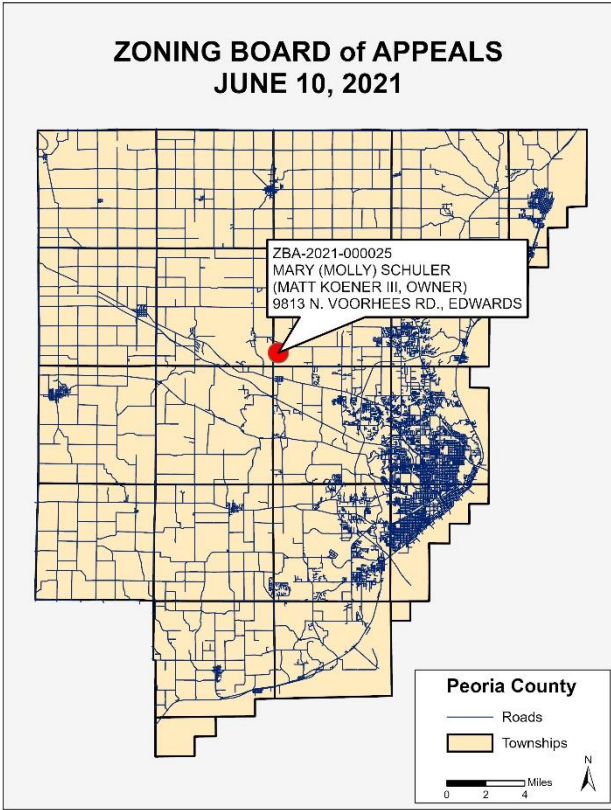 ZONING BOARD of APPEALS
JUNE 10, 2021
ZBA-2021-000025
MARY (MOLLY) SCHULER
(MATT KOENER III, OWNER)
9813 N. VOORHEES RD., EDWARDS
Peoria County
Roads
Townships
Miles
0 2 4
N